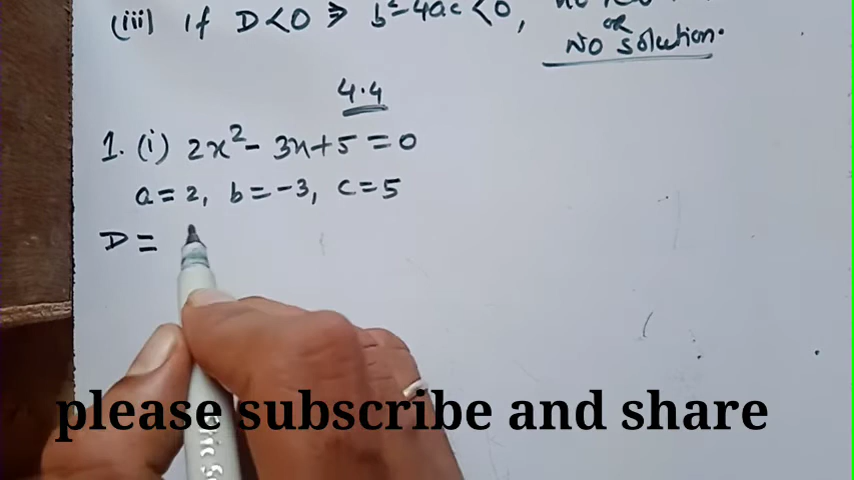 (iii) If D<0 ⇒ b²-4ac<0,
OR
No solution.
4.4
1. (i) 2x²- 3x+5=0
a=2, b=-3, c=5
D=
please subscribe and share